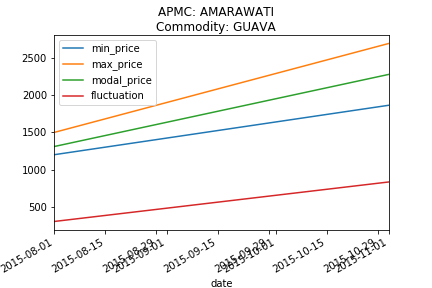 APMC: AMARAWATI
Commodity: GUAVA
min_price
max_price
modal_price
fluctuation
2500
2000
1500
1000
500
2015-08-01
2015-08-15
2015-08-29
2015-09-01
2015-09-15
2015-09-29
2015-10-01
2015-10-15
2015-10-29
2015-11-01
date